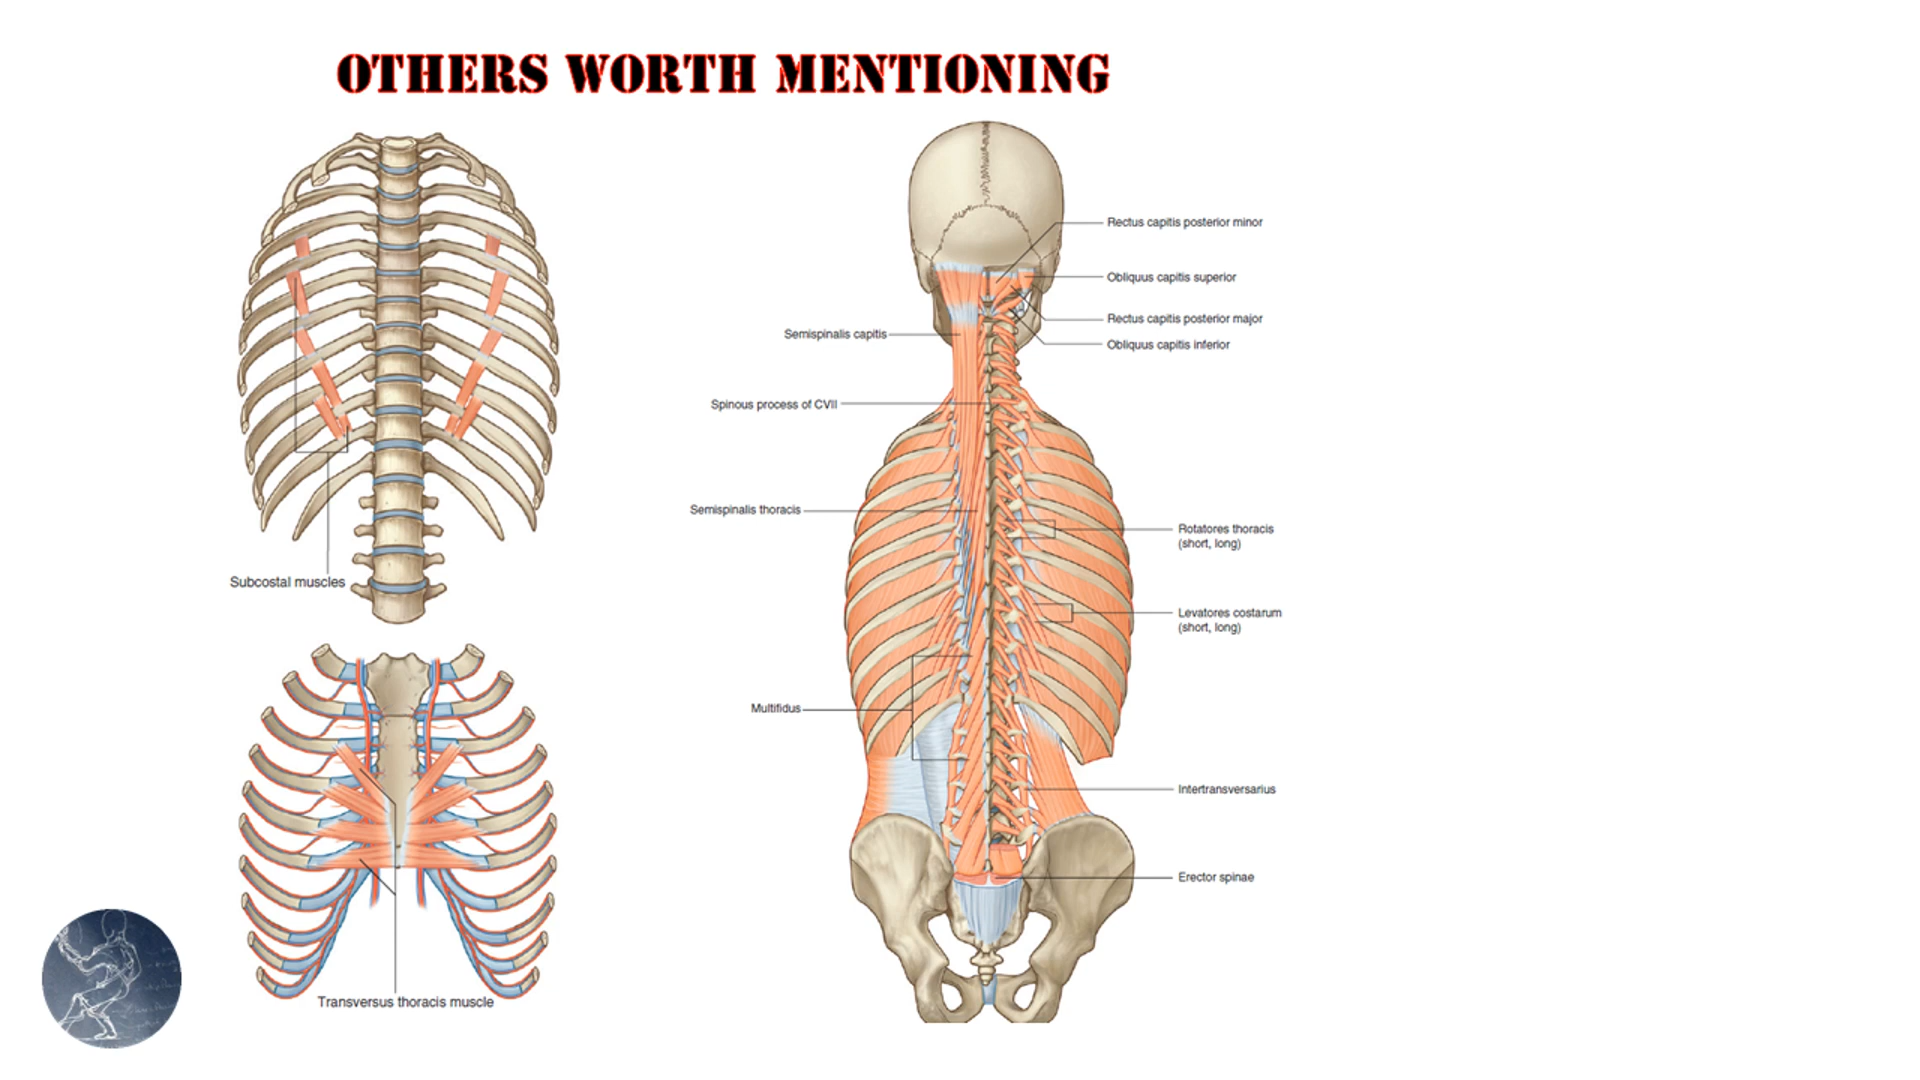 OTHERS WORTH MENTIONING
Subcostal muscles
Transversus thoracis muscle
Semispinalis capitis
Spinous process of CVII
Semispinalis thoracis
Multifidus
Rectus capitis posterior minor
Obliquus capitis superior
Rectus capitis posterior major
Obliquus capitis inferior
Rotatores thoracis
(short, long)
Levatores costarum
(short, long)
Intertransversarius
Erector spinae